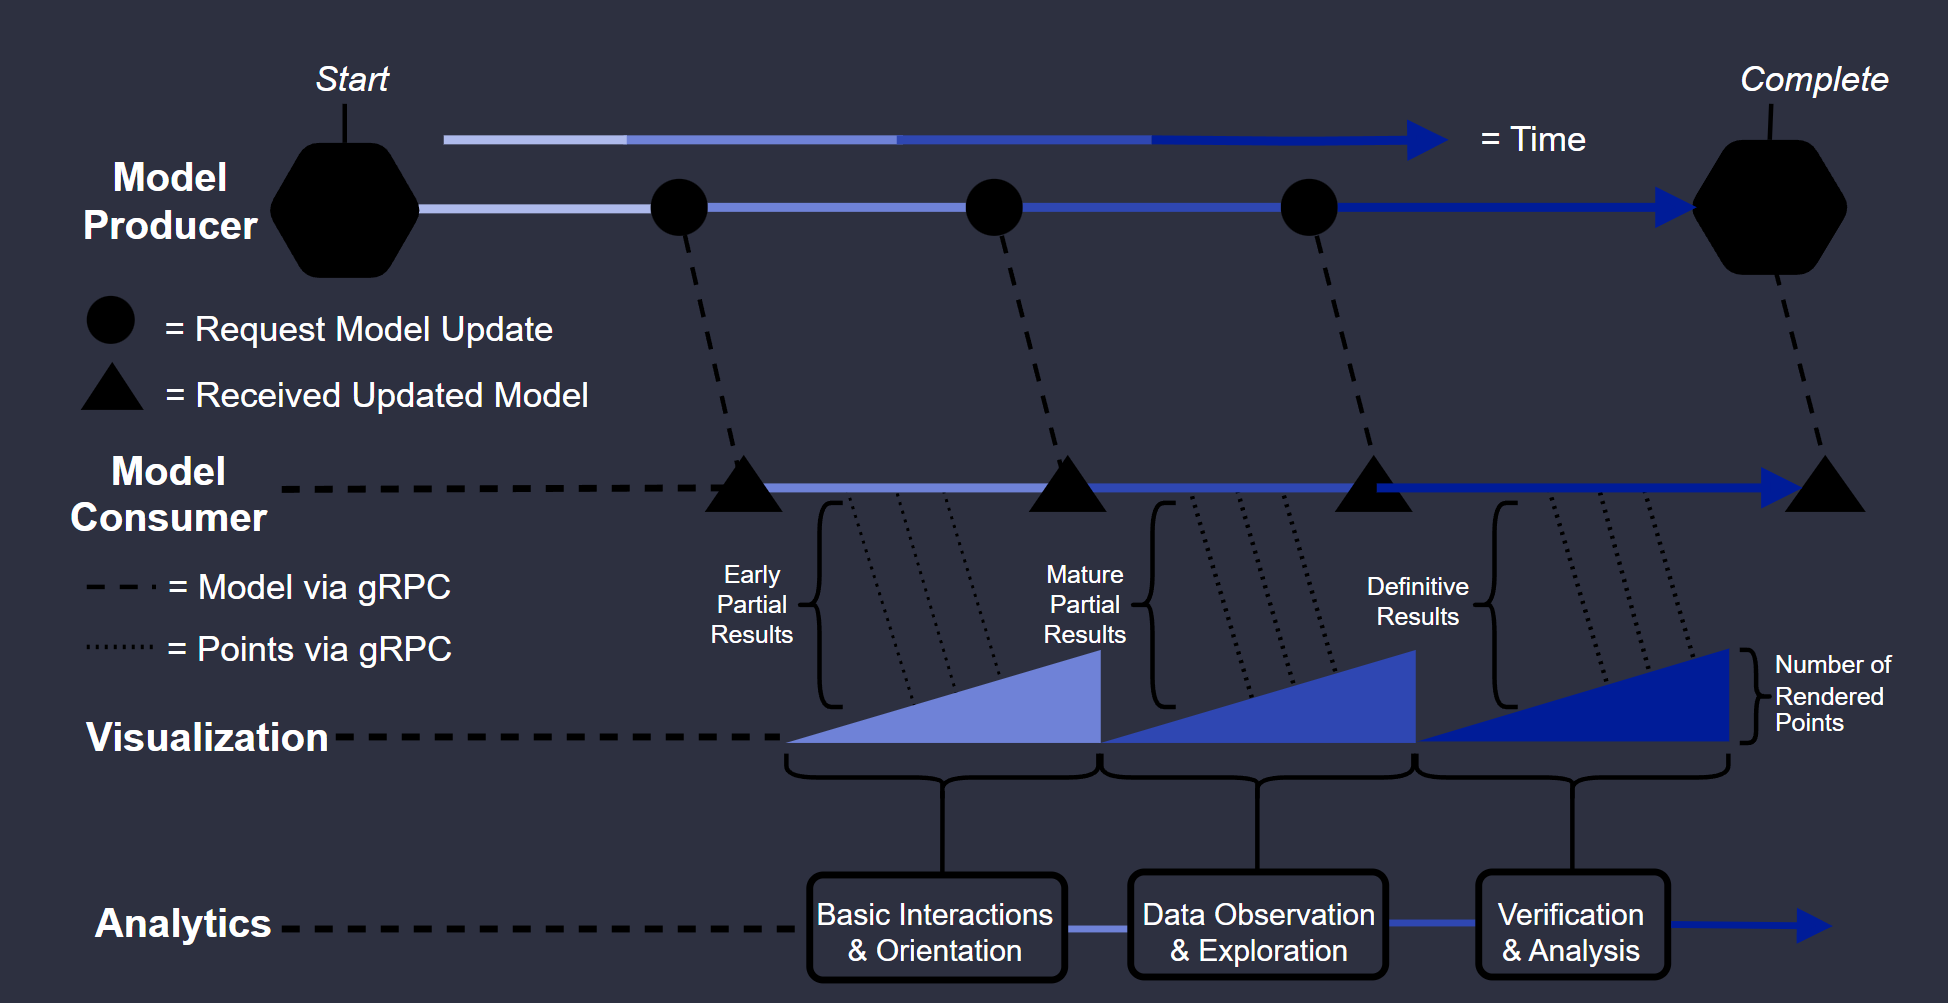 Start
Complete
= Time
Model
Producer
= Request Model Update
= Received Updated Model
Model
Consumer
Early
Partial
Results
Mature
Partial
Results
Definitive
Results
= Model via gRPC
= Points via gRPC
Number of
Rendered
Points
Visualization
Analytics
Basic Interactions
& Orientation
Data Observation
& Exploration
Verification
& Analysis